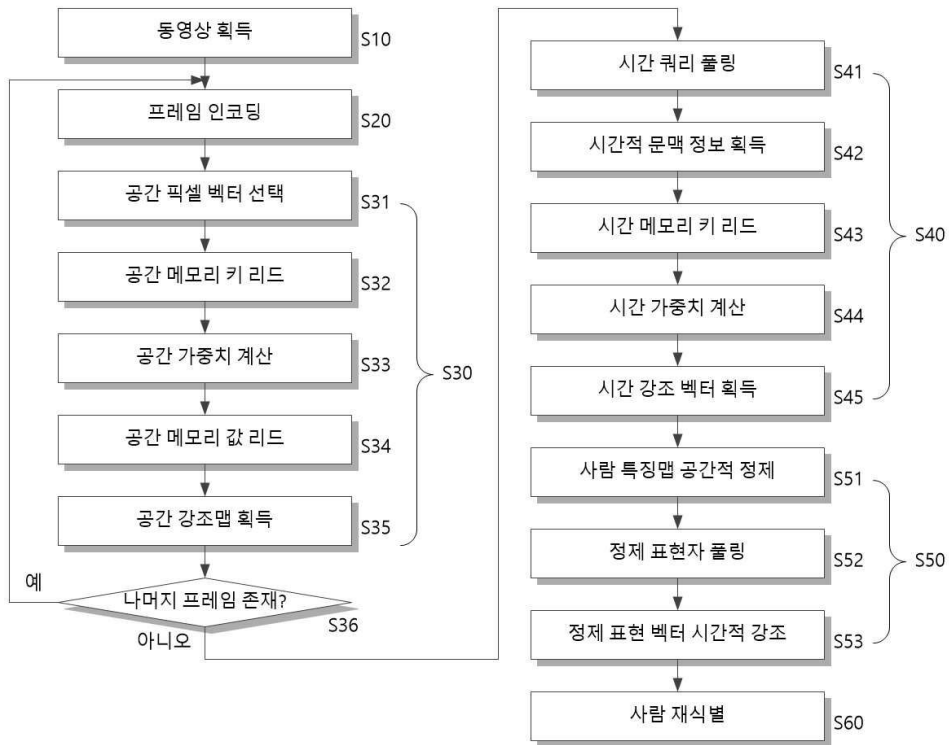 동영상 획득
S10
프레임 인코딩
S20
공간 픽셀 벡터 선택
S31
공간 메모리 키 리드
S32
공간 가중치 계산
S33
S30
공간 메모리 값 리드
S34
공간 강조맵 획득
S35
예
나머지 프레임 존재?
S36
아니오
시간 쿼리 풀링
S41
시간적 문맥 정보 획득
S42
시간 메모리 키 리드
S43
S40
시간 가중치 계산
S44
시간 강조 벡터 획득
S45
사람 특징맵 공간적 정제
S51
정제 표현자 풀링
S52
S50
정제 표현 벡터 시간적 강조
S53
사람 재식별
S60